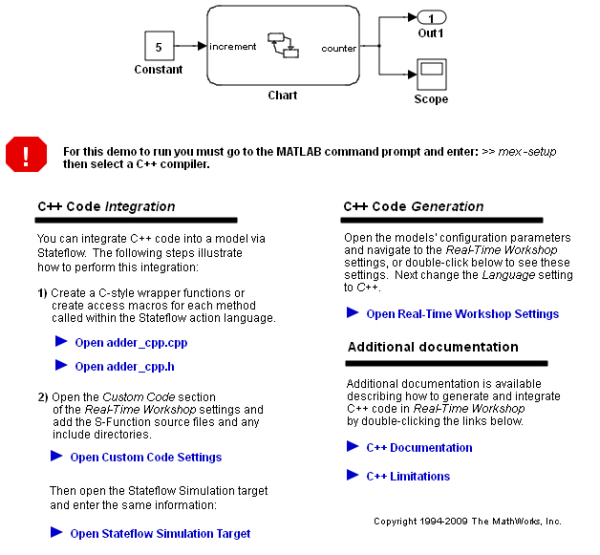 5
Constant
increment
counter
Chart
1
Out1
Scope
!
For this demo to run you must go to the MATLAB command prompt and enter: >> mex -setup
then select a C++ compiler.
C++ Code Integration
You can integrate C++ code into a model via
Stateflow. The following steps illustrate
how to perform this integration:
1) Create a C-style wrapper functions or
create access macros for each method
called within the Stateflow action language.
Open adder_cpp.cpp
Open adder_cpp.h
2) Open the Custom Code section
of the Real-Time Workshop settings and
add the S-Function source files and any
include directories.
Open Custom Code Settings
Then open the Stateflow Simulation target
and enter the same information:
Open Stateflow Simulation Target
C++ Code Generation
Open the models' configuration parameters
and navigate to the Real-Time Workshop
settings, or double-click below to see these
settings. Next change the Language setting
to C++.
Open Real-Time Workshop Settings
Additional documentation
Additional documentation is available
describing how to generate and integrate
C++ code in Real-Time Workshop
by double-clicking the links below.
C++ Documentation
C++ Limitations
Copyright 1994-2009 The MathWorks, Inc.